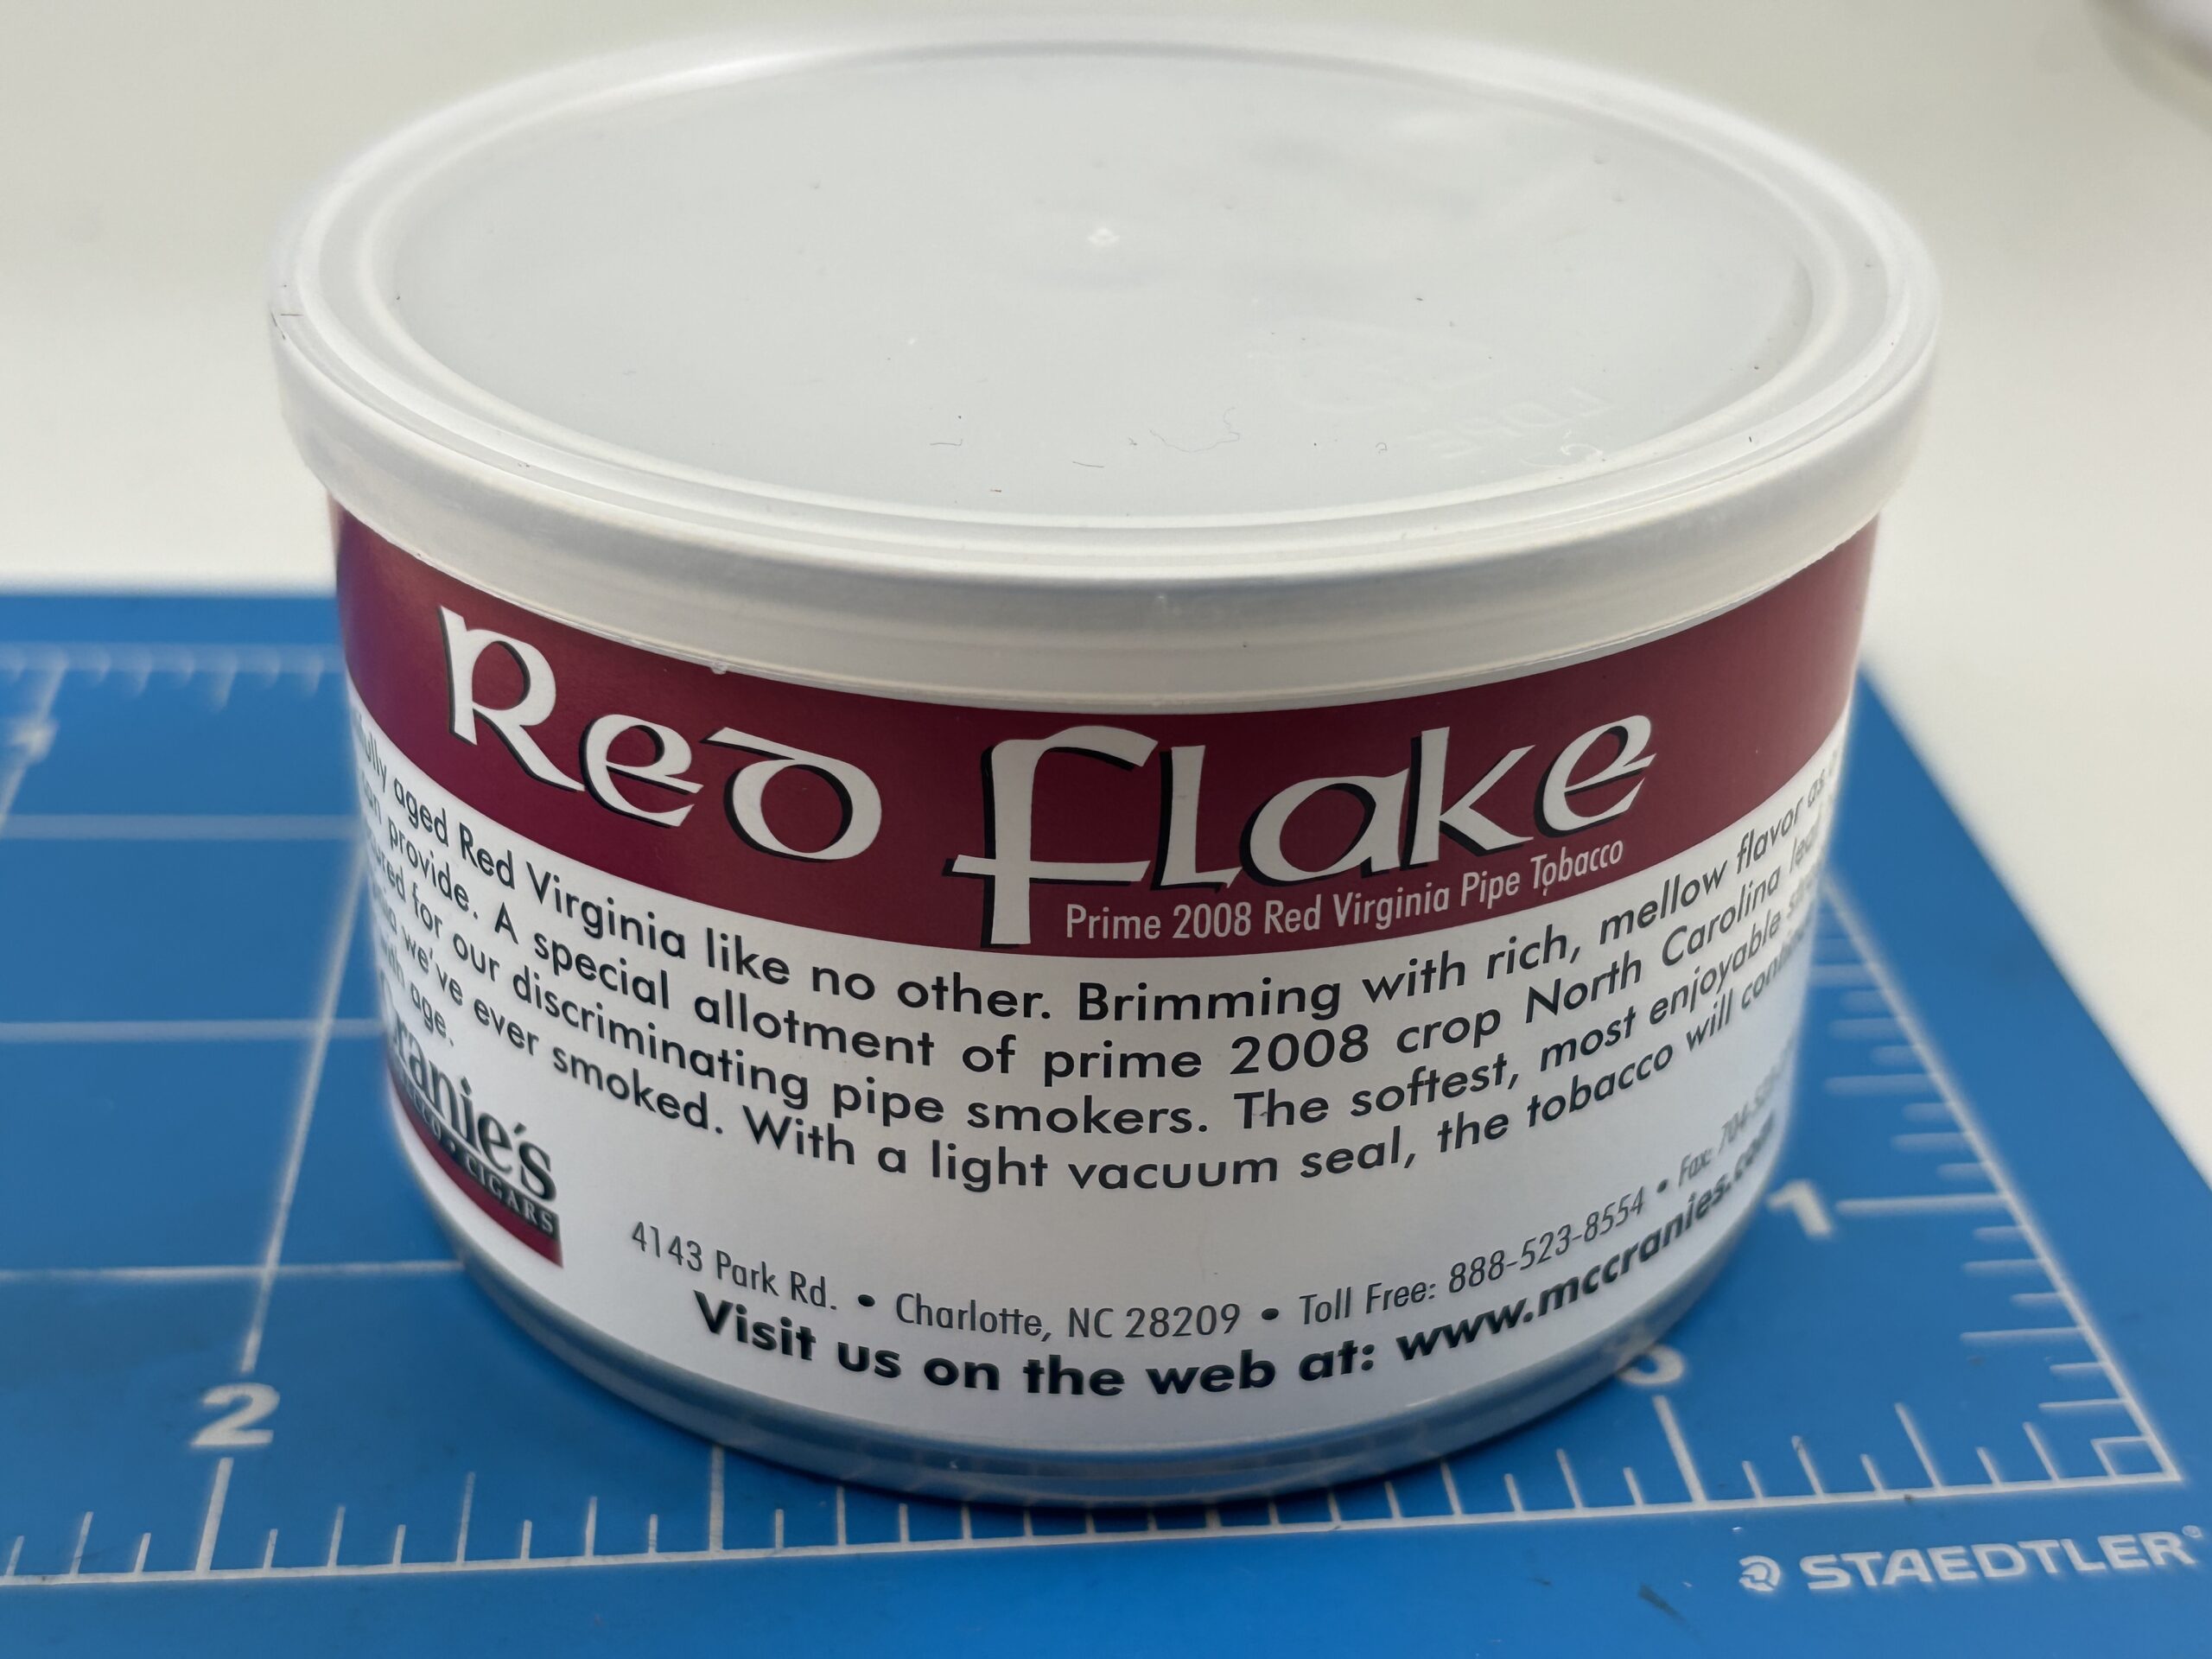 Red Flake
Prime 2008 Red Virginia Pipe Tobacco
aged Red Virginia like no other. Brimming with rich, mellow flavor as
provide. A special allotment of prime 2008 crop North Carolina
for our discriminating pipe smokers. The softest, most enjoyable
we've ever smoked. With a light vacuum seal, the tobacco will
age.
CIGARS
4143 Park Rd. • Charlotte, NC 28209 • Toll Free: 888-523-8554 • Fax:
Visit us on the web at: www.mccranies.com
1
2
STAEDTLER®